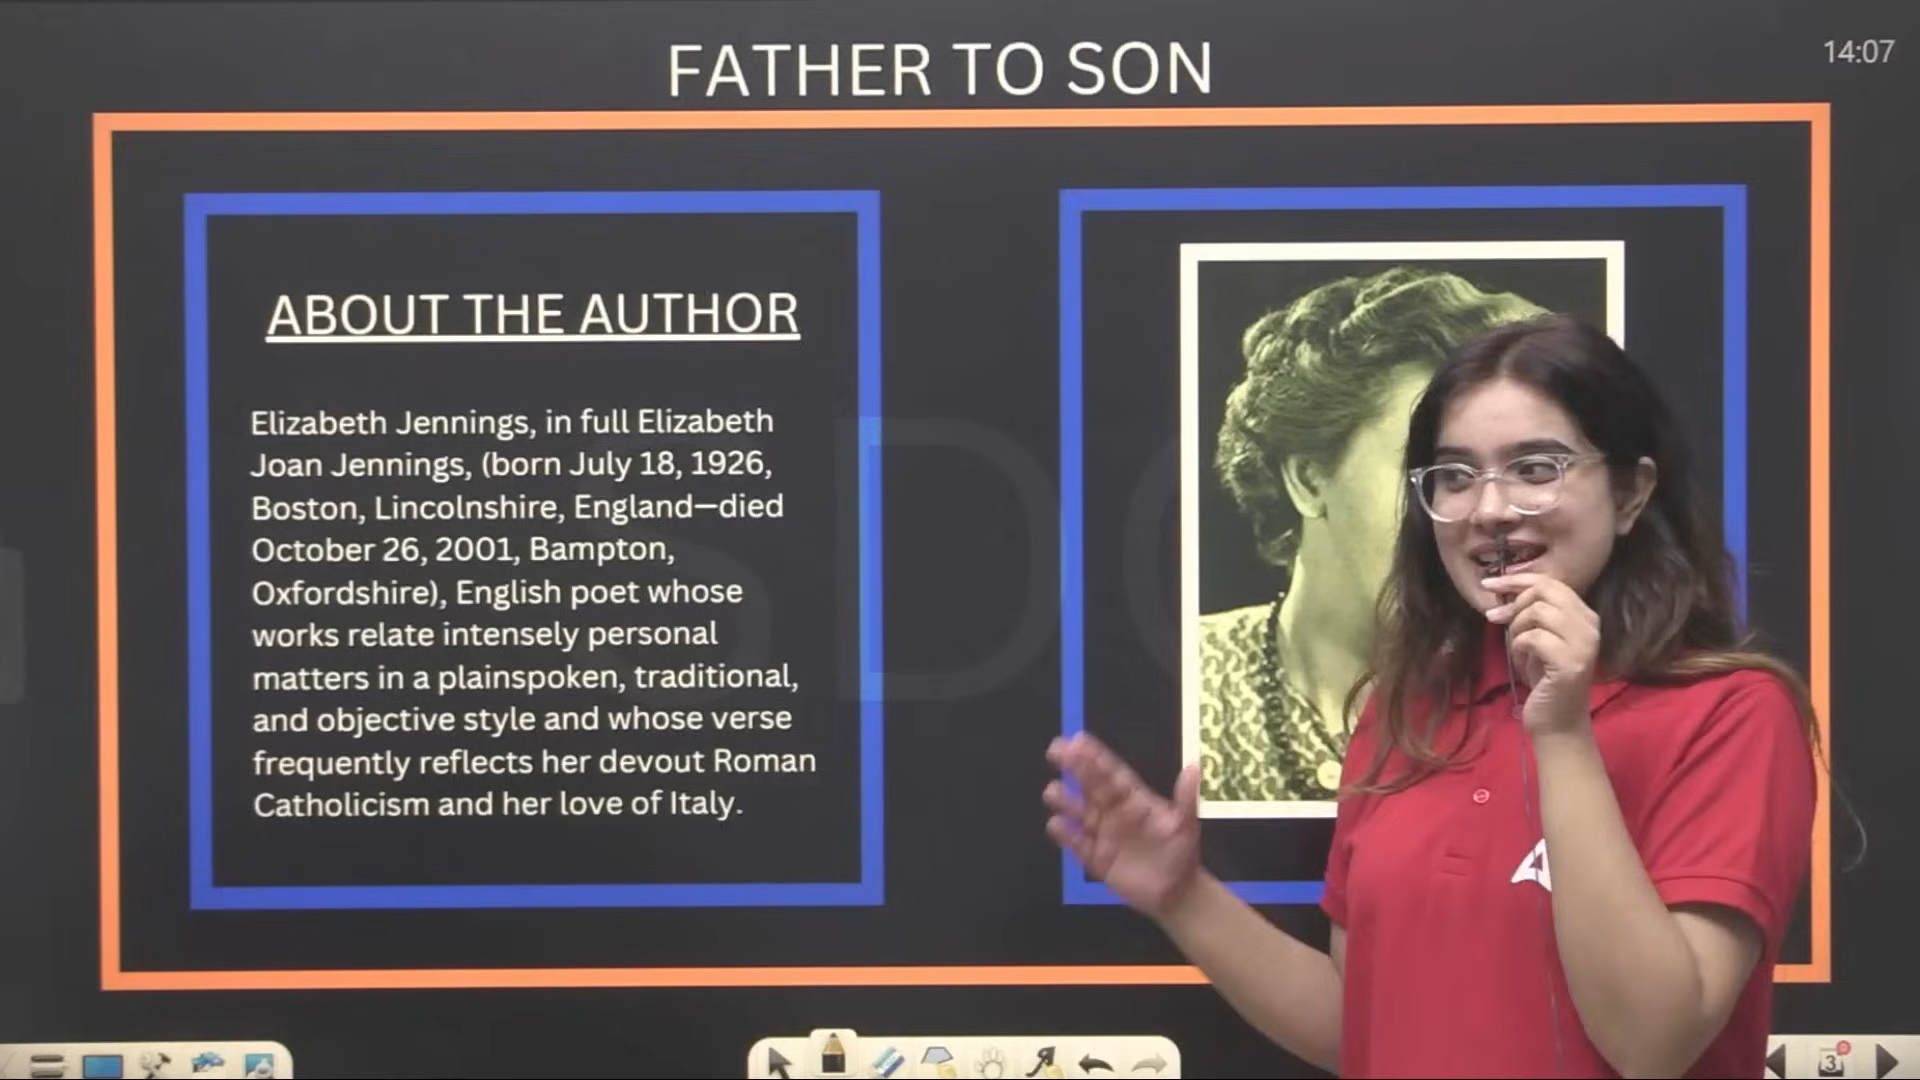 FATHER TO SON
14:07
ABOUT THE AUTHOR
Elizabeth Jennings, in full Elizabeth
Joan Jennings, (born July 18, 1926,
Boston, Lincolnshire, England—died
October 26, 2001, Bampton,
Oxfordshire), English poet whose
works relate intensely personal
matters in a plainspoken, traditional,
and objective style and whose verse
frequently reflects her devout Roman
Catholicism and her love of Italy.
3